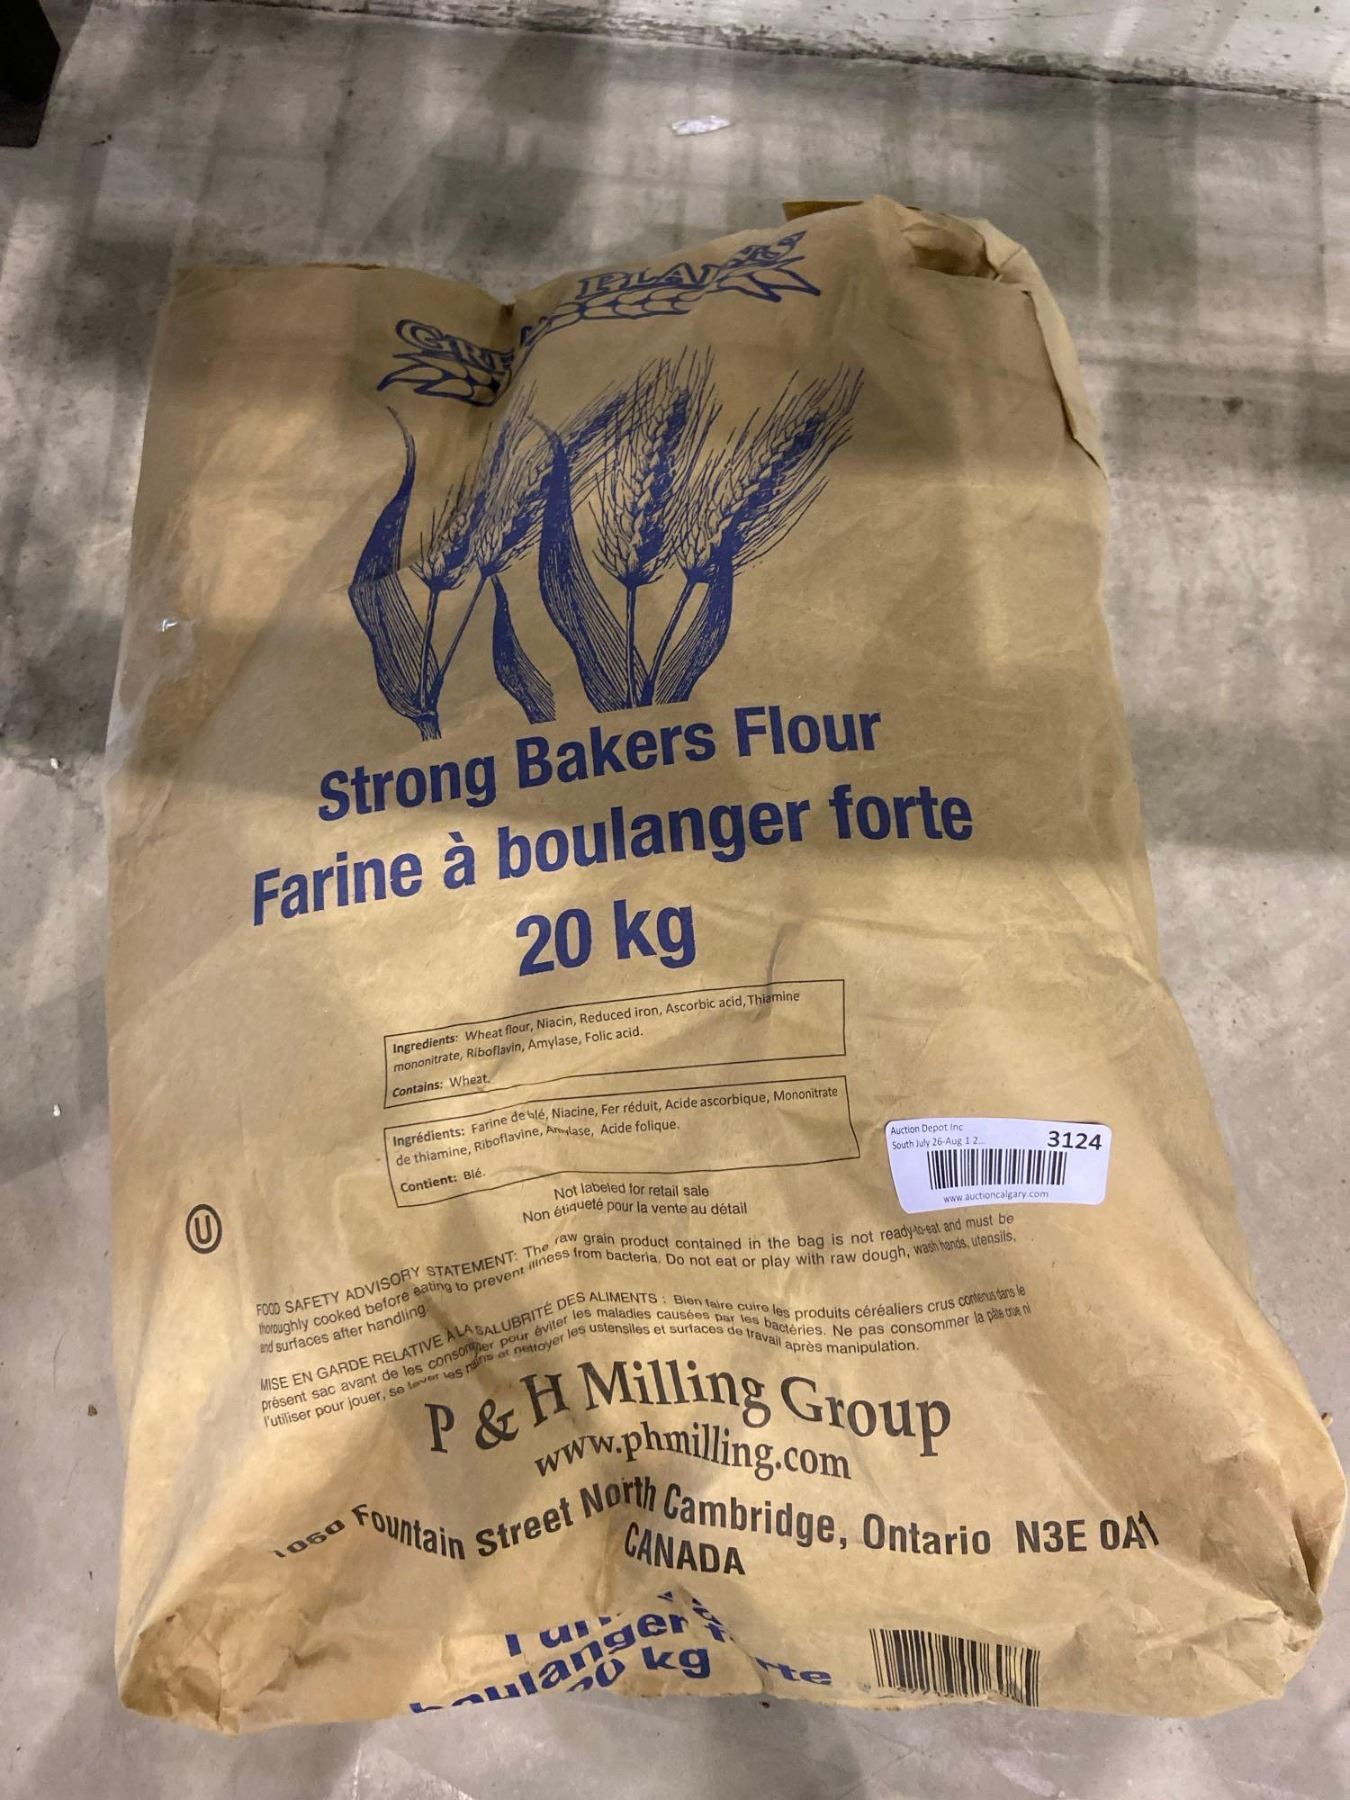 PLAINS
Strong Bakers Flour
Farine à boulanger forte
20 kg
Ingredients: Wheat flour, Niacin, Reduced iron, Ascorbic acid, Thiamine
mononitrate, Riboflavin, Amylase, Folic acid.
Contains: Wheat.
Ingrédients: Farine de blé, Niacine, Fer réduit, Acide ascorbique, Mononitrate
de thiamine, Riboflavine, Amylase, Acide folique.
Contient: Blé.
Auction Depot Inc
South July 26-Aug 1 2...
3124
www.auctioncalgary.com
Not labeled for retail sale
Non étiqueté pour la vente au détail
U
FOOD SAFETY ADVISORY STATEMENT: The raw grain product contained in the bag is not ready-to-eat and must be
thoroughly cooked before eating to prevent illness from bacteria. Do not eat or play with raw dough, wash hands, utensils,
and surfaces after handling.
MISE EN GARDE RELATIVE À LA SALUBRITÉ DES ALIMENTS : Bien faire cuire les produits céréaliers crus contenus dans le
présent sac avant de les consommer pour éviter les maladies causées par les bactéries. Ne pas consommer la pâte crue ni
l'utiliser pour jouer, se laver les mains et nettoyer les ustensiles et surfaces de travail après manipulation.
P & H Milling Group
www.phmilling.com
1060 Fountain Street North Cambridge, Ontario N3E 0A1
CANADA
boulanger
20 kg